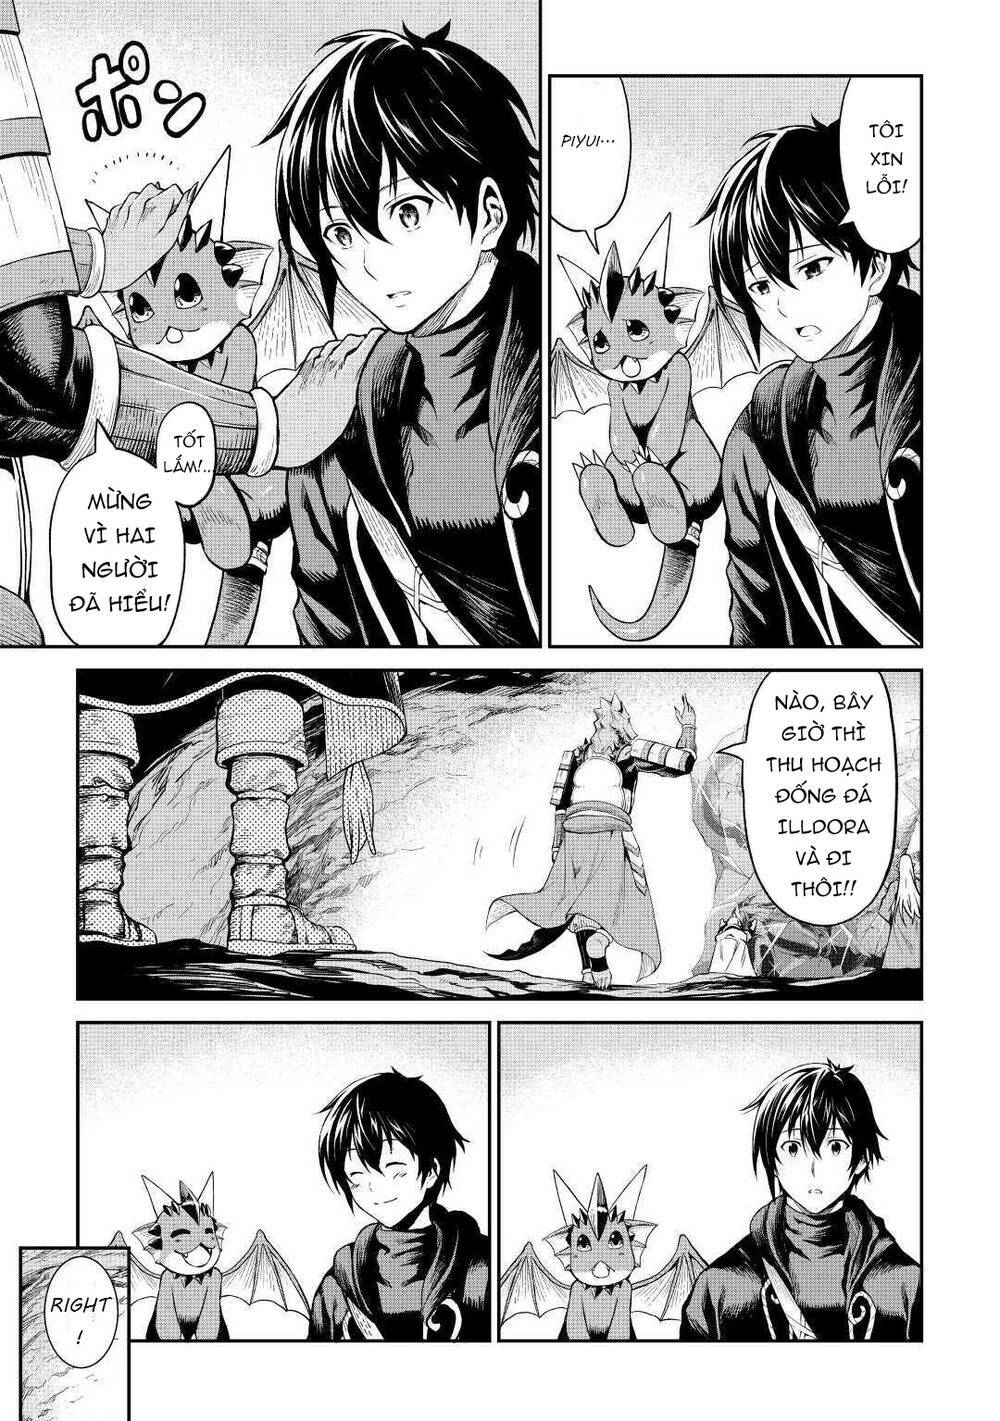 TÔI
XIN
LỖI!
PIYUI...
ポン
TỐT
LẮM!...
MỪNG
VÌ HAI
NGƯỜI
ĐÃ HIỂU!
NÀO, BÂY
GIỜ THÌ
THU HOẠCH
ĐỐNG ĐÁ
ILLDORA
VÀ ĐI
THÔI!!
RIGHT
!